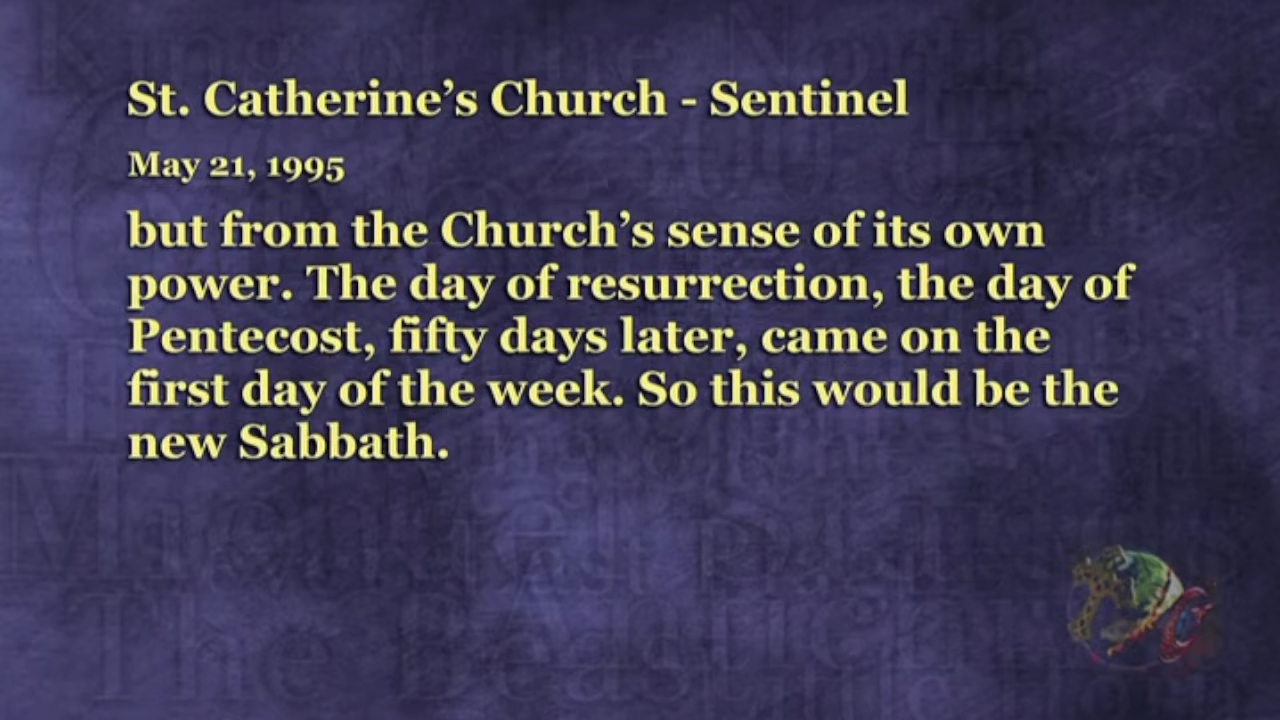 St. Catherine’s Church - Sentinel
May 21, 1995
but from the Church’s sense of its own
power. The day of resurrection, the day of
Pentecost, fifty days later, came on the
first day of the week. So this would be the
new Sabbath.